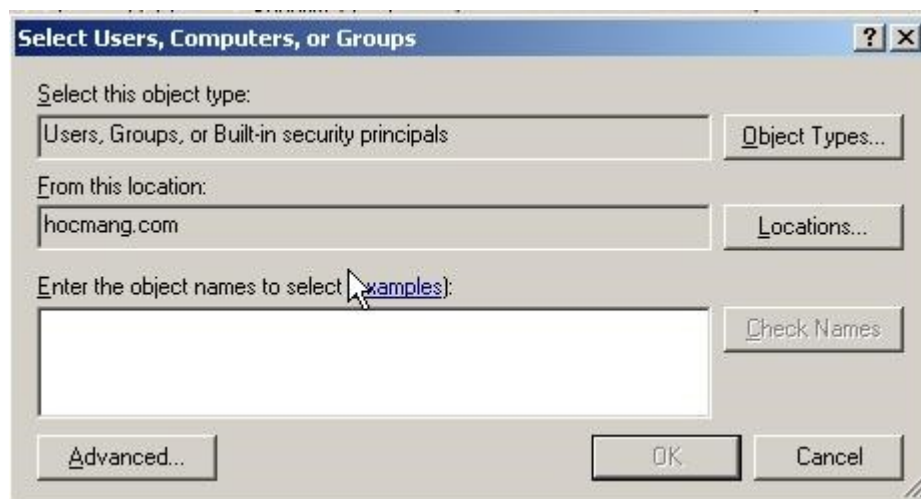 Select Users, Computers, or Groups
Select this object type:
Users, Groups, or Built-in security principals
Object Types...
From this location:
hocmang.com
Locations...
Enter the object names to select (examples):
Check Names
Advanced...
OK
Cancel